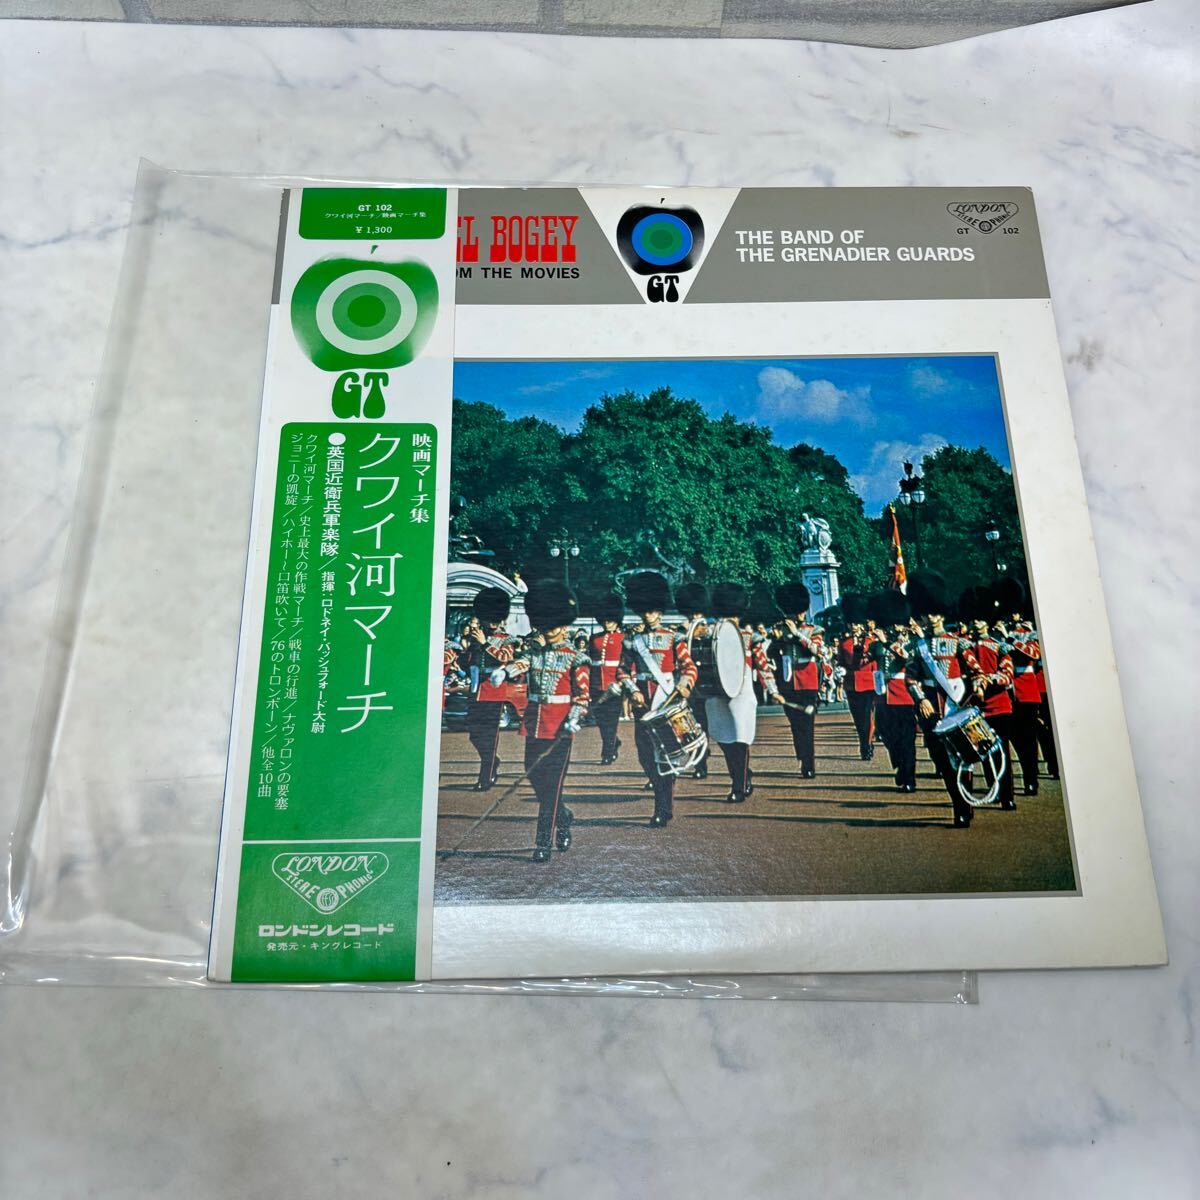 GT 102
クワイ河マーチ/映画マーチ集
¥ 1,300
GT
映画マーチ集
クワイ河マーチ
●英国近衛兵軍楽隊/指揮:ロドネイ・バッシュフォード大尉
クワイ河マーチ/史上最大の作戦マーチ/戦車の行進/ナヴァロンの要塞
ジョニーの凱旋/ハイホー〜口笛吹いて/76のトロンボーン/他全10曲
LONDON
STEREOPHONIC
ロンドンレコード
発売元・キングレコード
EL BOGEY
OM THE MOVIES
GT
THE BAND OF
THE GRENADIER GUARDS
LONDON
STEREOPHONIC
GT 102